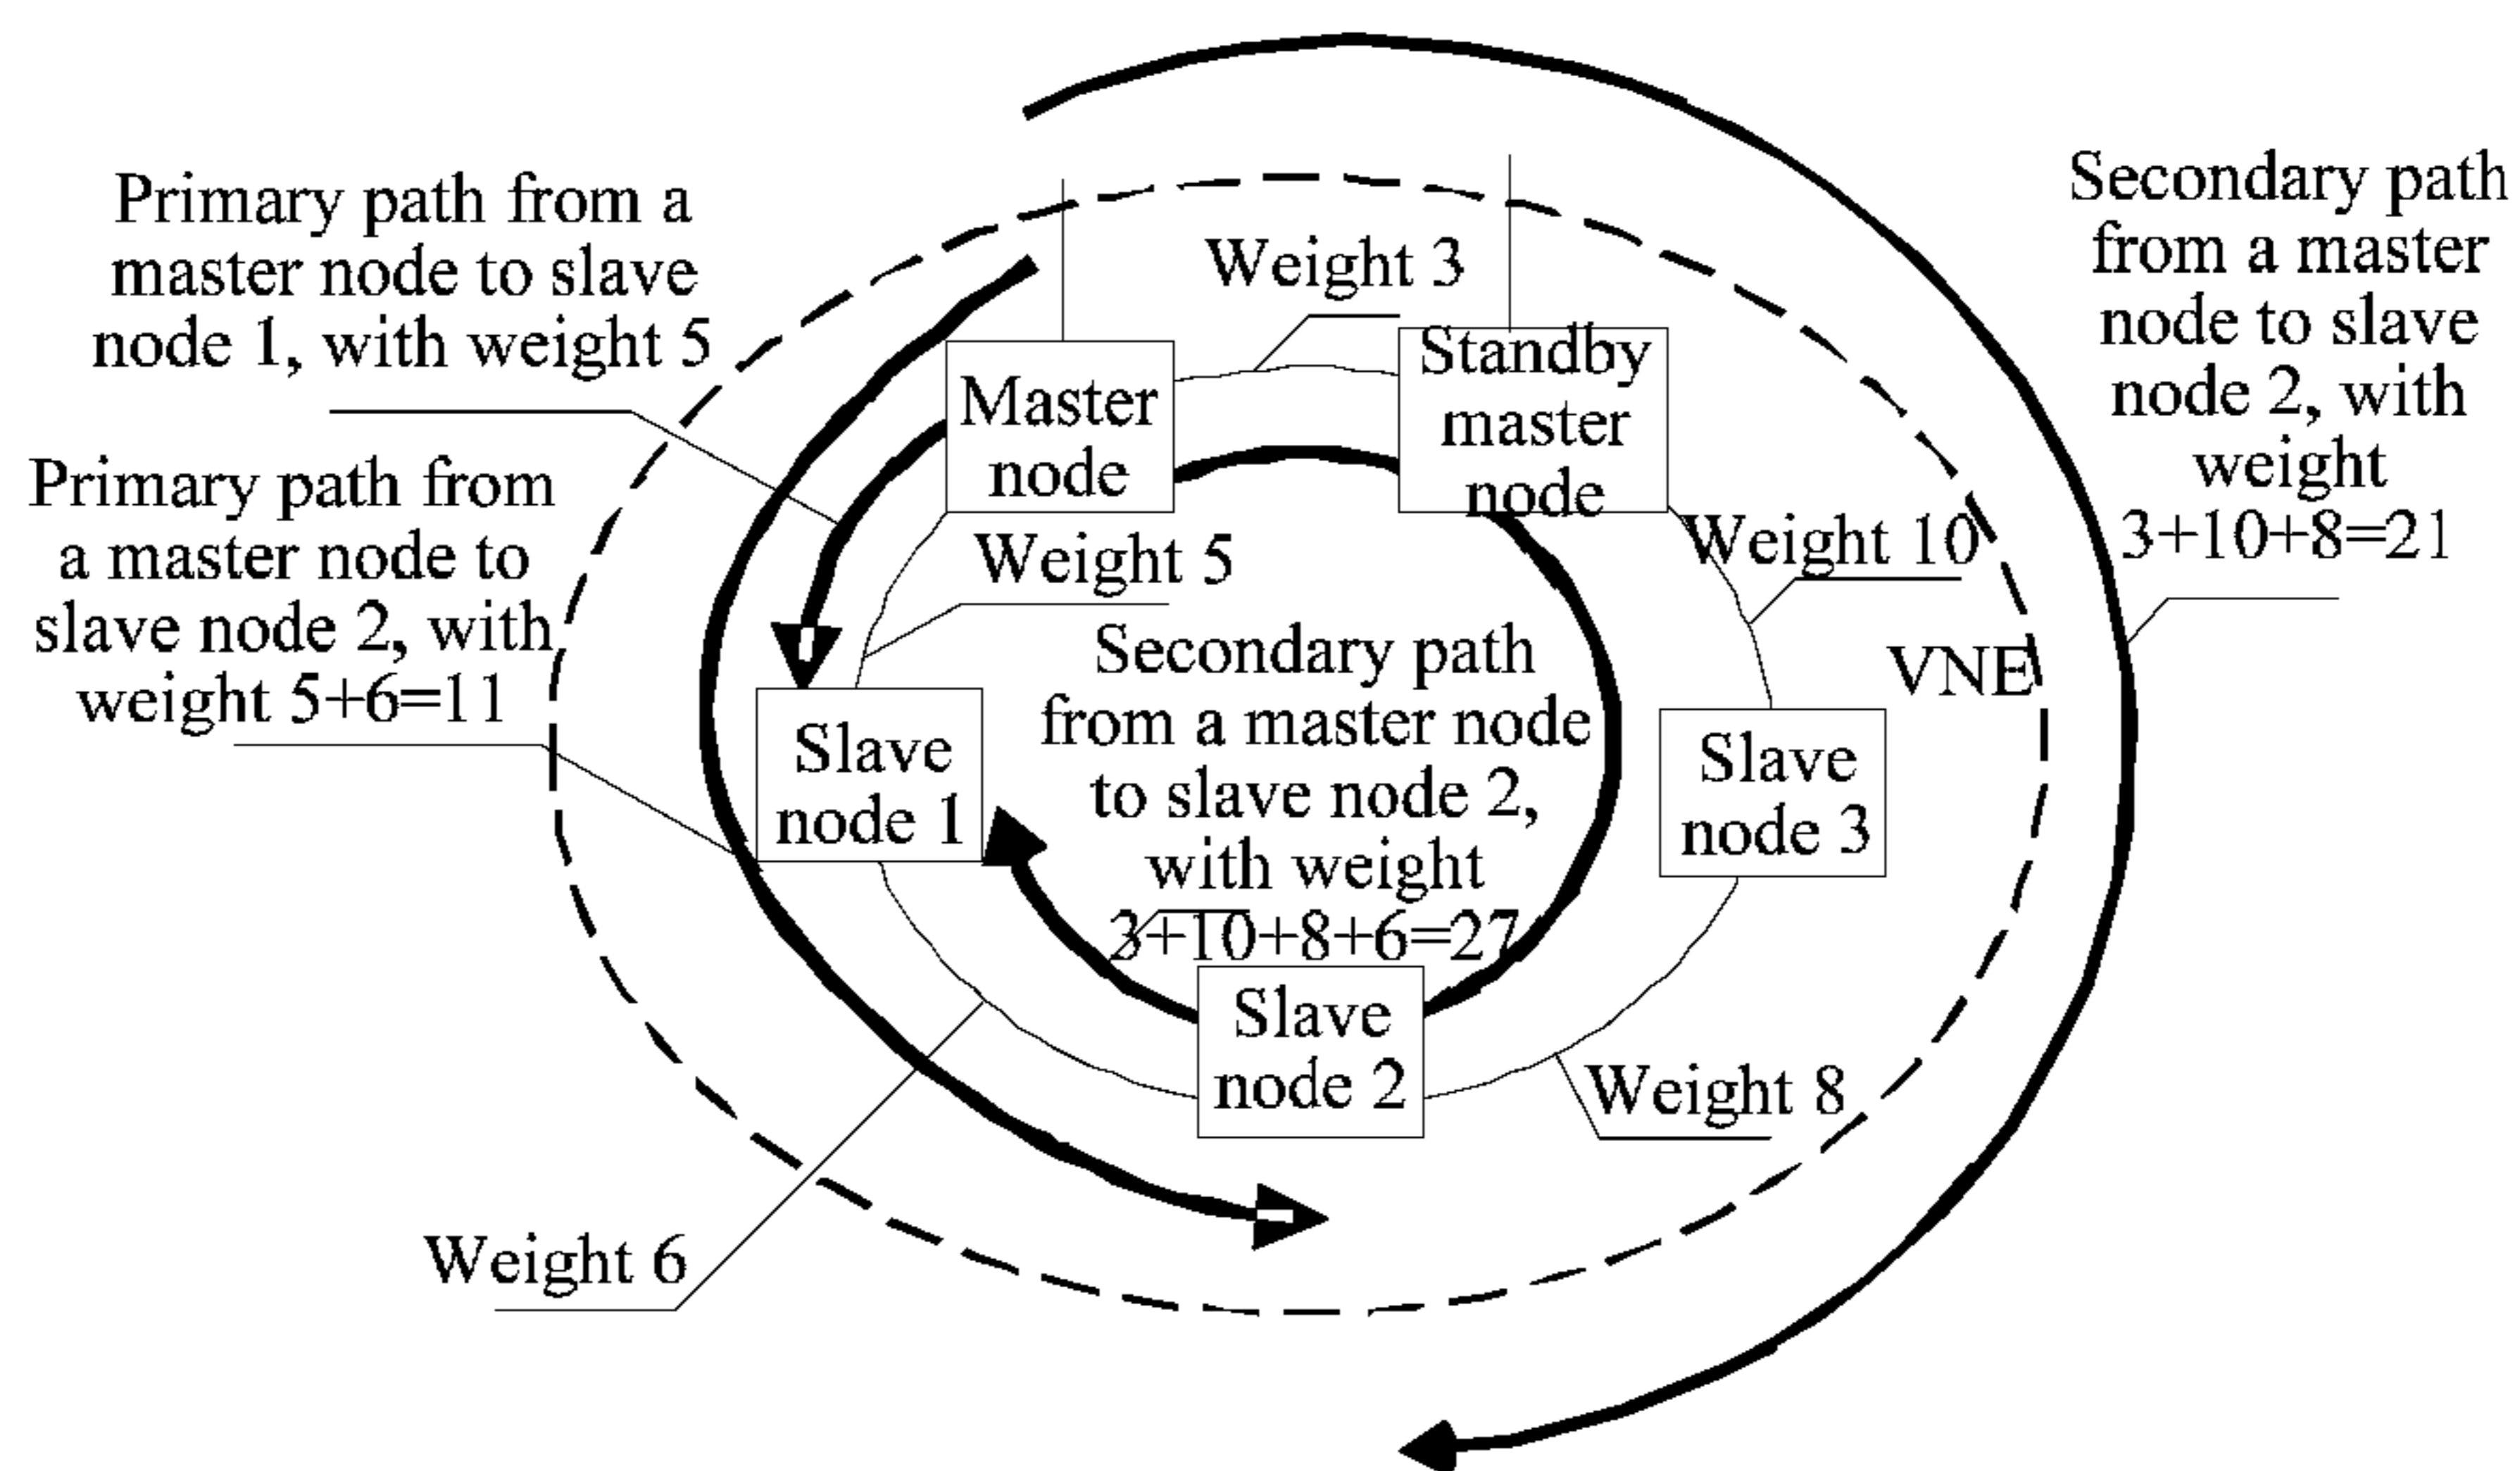 Primary path from a
master node to slave
node 1, with weight 5
Primary path from
a master node to
slave node 2, with
weight 5+6=11
Weight 3
Master
node
Standby
master
node
Weight 5
Weight 10
VNE
Secondary path
from a master
node to slave
node 2, with
weight
3+10+8=21
Secondary path
from a master node
to slave node 2,
with weight
3+10+8+6=27
Slave
node 1
Slave
node 3
Slave
node 2
Weight 8
Weight 6